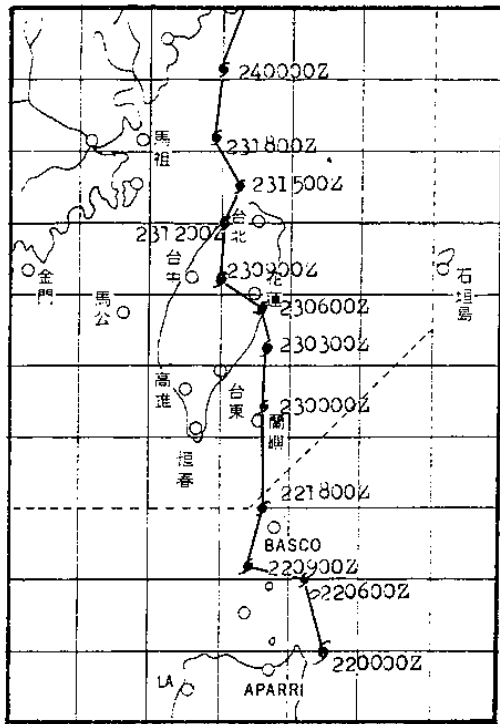 240000Z
馬祖
231800Z
231500Z
台北
231200Z
台中
230900Z
花蓮
金門
石垣島
馬公
230600Z
230300Z
高雄
台東
230000Z
蘭嶼
恒春
221800Z
BASCO
220900Z
220600Z
220000Z
LA
APARRI